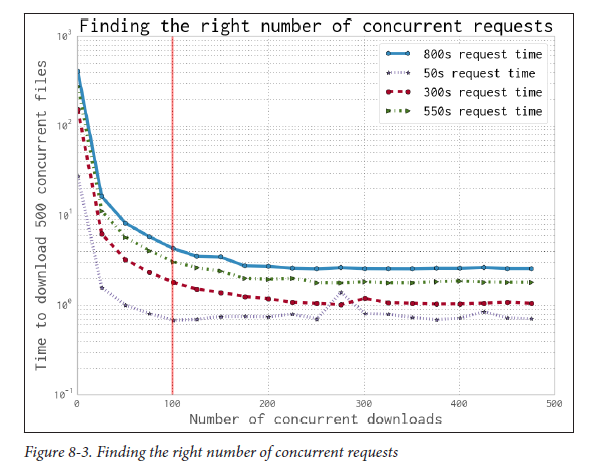 Finding the right number of concurrent requests
10³
10²
10¹
10⁰
10⁻¹
Time to download 500 concurrent files
800s request time
50s request time
300s request time
550s request time
0 100 200 300 400 500
Number of concurrent downloads
Figure 8-3. Finding the right number of concurrent requests